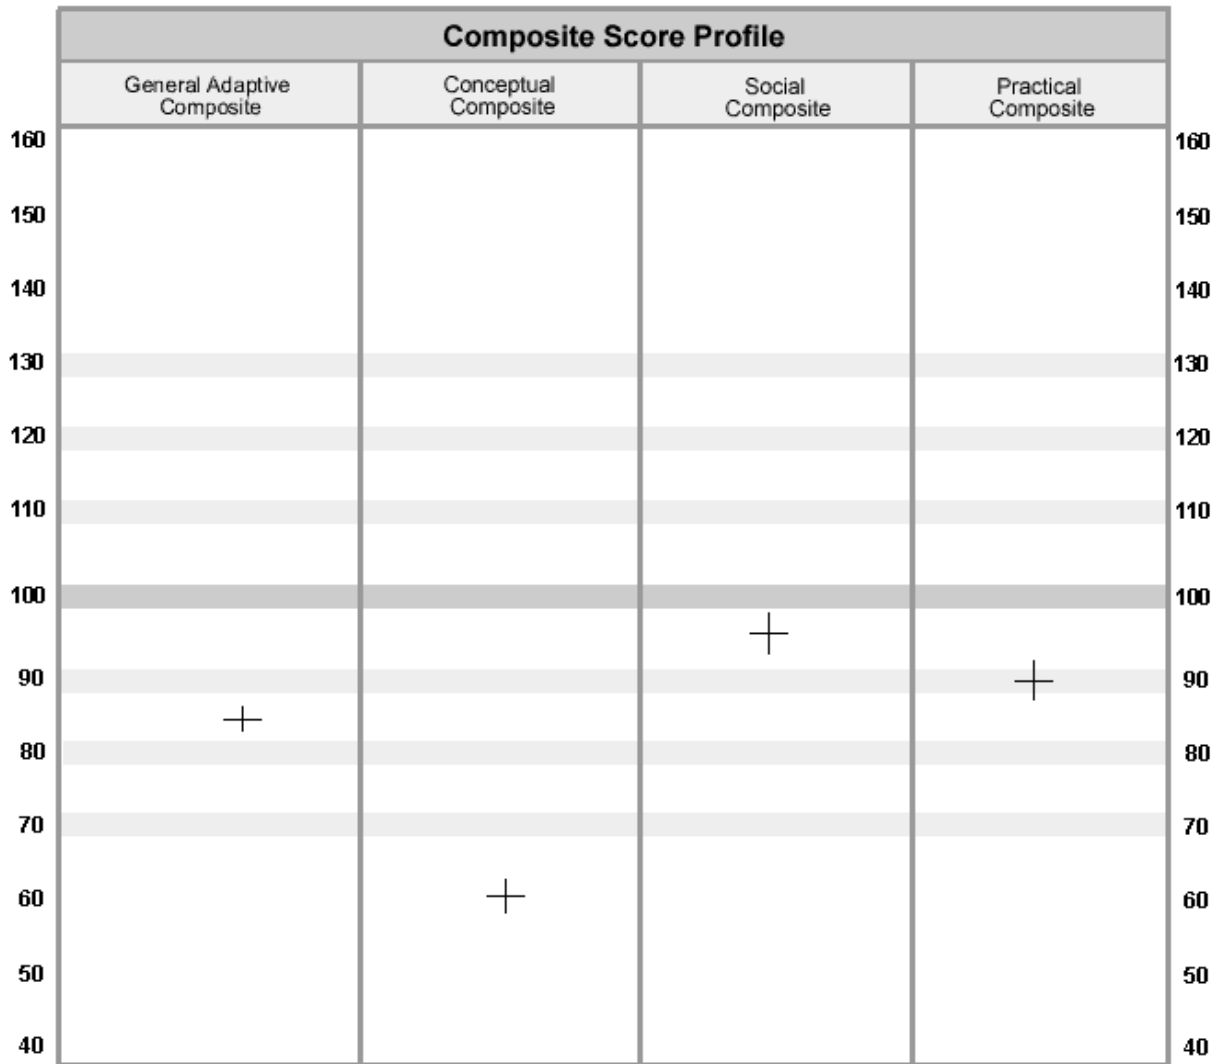 Composite Score Profile
General Adaptive
Composite
Conceptual
Composite
Social
Composite
Practical
Composite
160 160
150 150
140 140
130 130
120 120
110 110
100 100
90 90
80 80
70 70
60 60
50 50
40 40